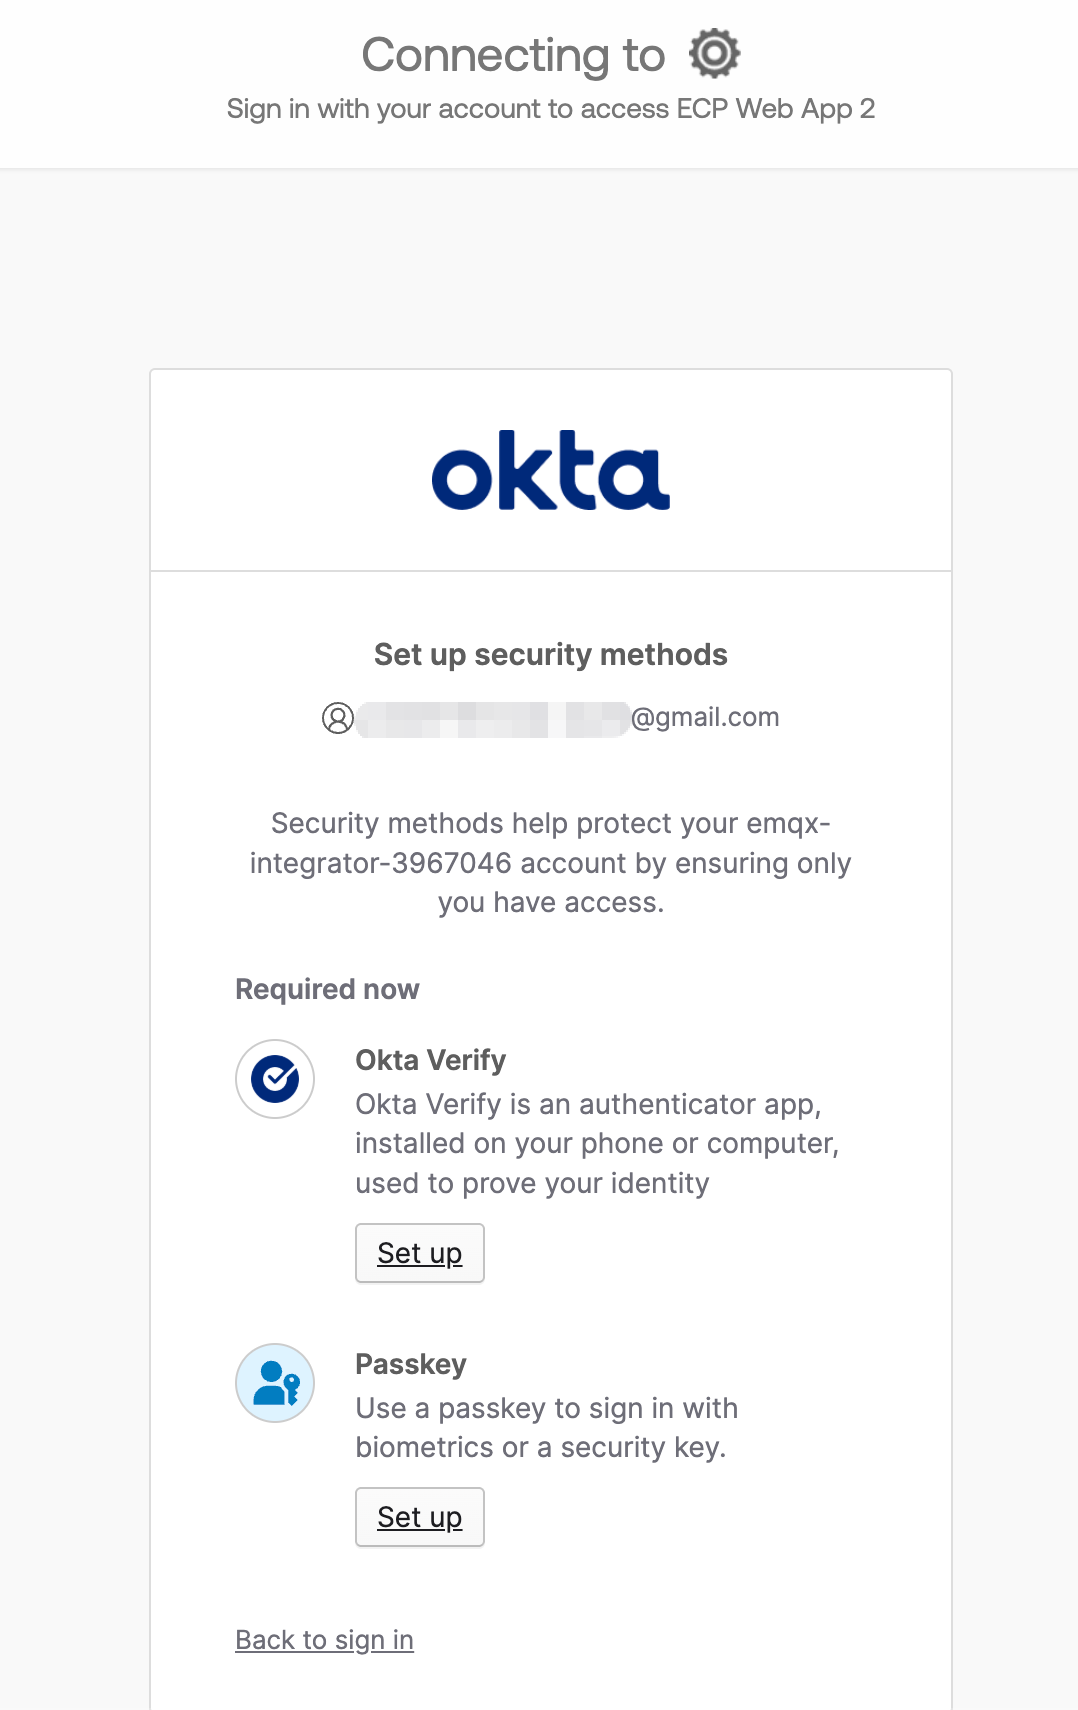 Connecting to
Sign in with your account to access ECP Web App 2
okta
Set up security methods
@gmail.com
Security methods help protect your emqx-
integrator-3967046 account by ensuring only
you have access.
Required now
Okta Verify
Okta Verify is an authenticator app,
installed on your phone or computer,
used to prove your identity
Set up
Passkey
Use a passkey to sign in with
biometrics or a security key.
Set up
Back to sign in